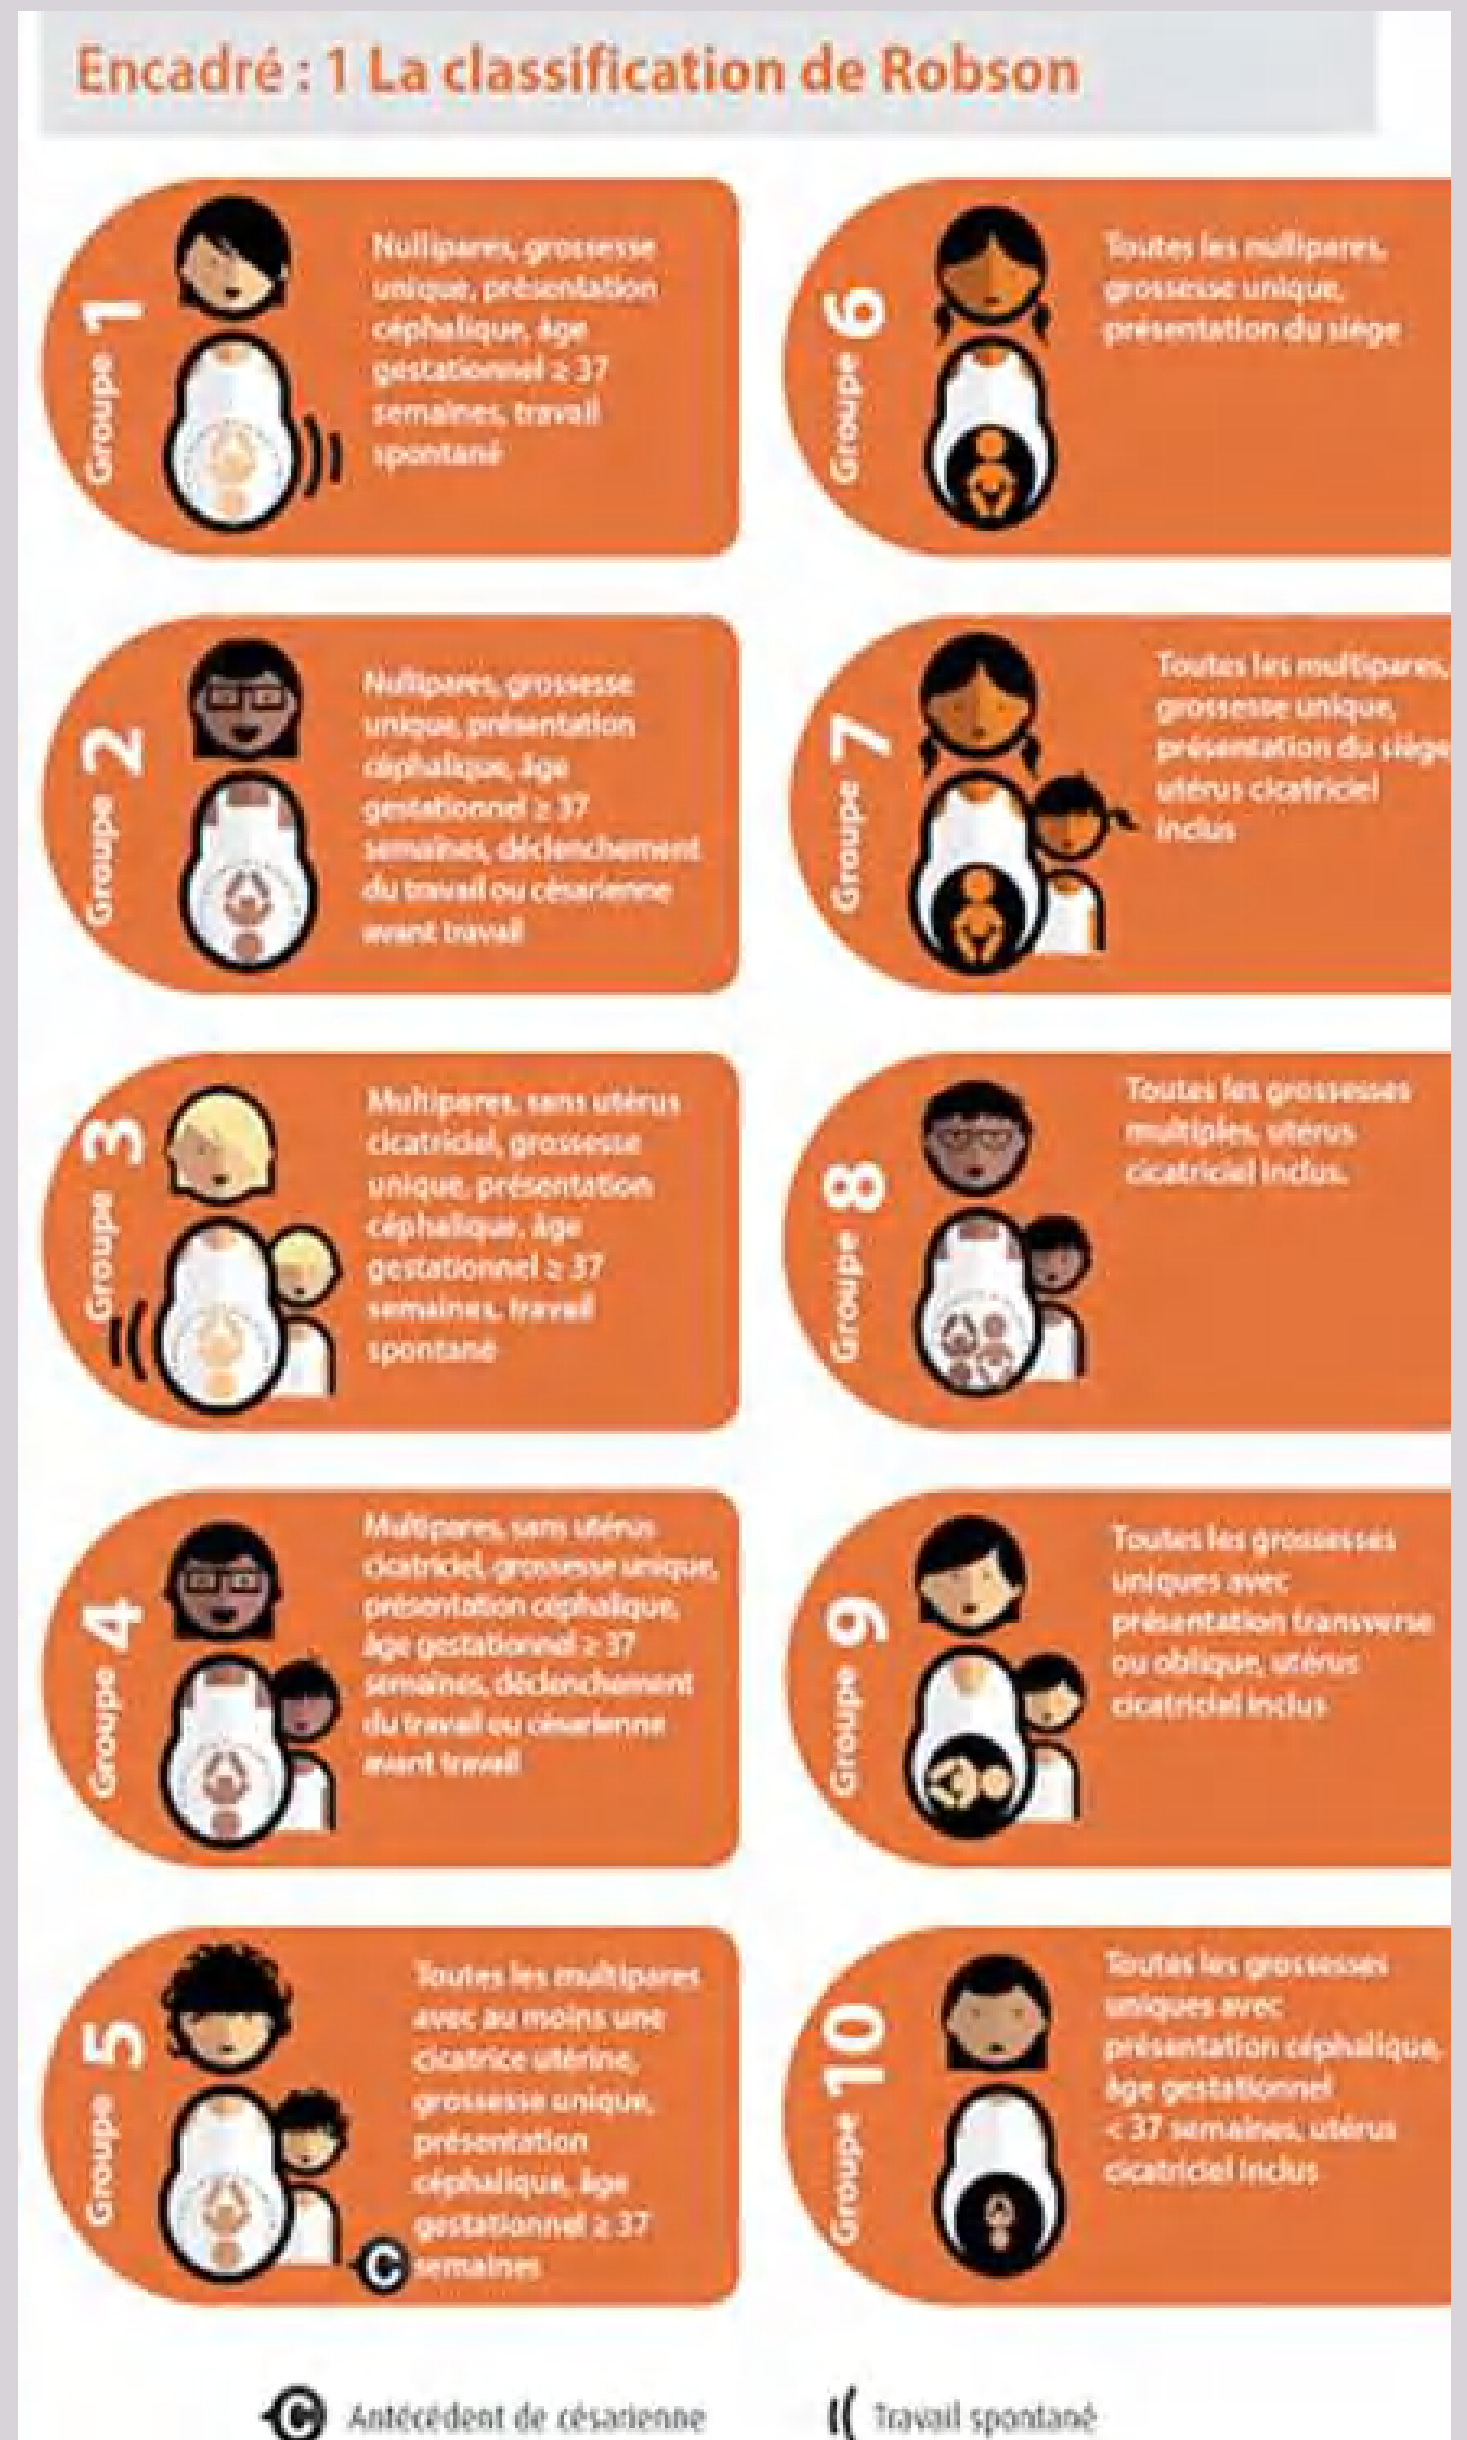 Encadré : 1 La classification de Robson
Groupe 1
Nullipares, grossesse
unique, présentation
céphalique, âge
gestationnel ≥ 37
semaines, travail
spontané
Groupe 2
Nullipares, grossesse
unique, présentation
céphalique, âge
gestationnel ≥ 37
semaines, déclenchement
du travail ou césarienne
avant travail
Groupe 3
Multipares, sans utérus
cicatriciel, grossesse
unique, présentation
céphalique, âge
gestationnel ≥ 37
semaines, travail
spontané
Groupe 4
Multipares, sans utérus
cicatriciel, grossesse unique,
présentation céphalique,
âge gestationnel ≥ 37
semaines, déclenchement
du travail ou césarienne
avant travail
Groupe 5
Toutes les multipares
avec au moins une
cicatrice utérine,
grossesse unique,
présentation
céphalique, âge
gestationnel ≥ 37
semaines
C
Groupe 6
Toutes les nullipares,
grossesse unique,
présentation du siège
Groupe 7
Toutes les multipares,
grossesse unique,
présentation du siège
utérus cicatriciel
inclus
Groupe 8
Toutes les grossesses
multiples, utérus
cicatriciel inclus.
Groupe 9
Toutes les grossesses
uniques avec
présentation transverse
ou oblique, utérus
cicatriciel inclus
Groupe 10
Toutes les grossesses
uniques avec
présentation céphalique,
âge gestationnel
< 37 semaines, utérus
cicatriciel inclus
C Antécédent de césarienne
Travail spontané